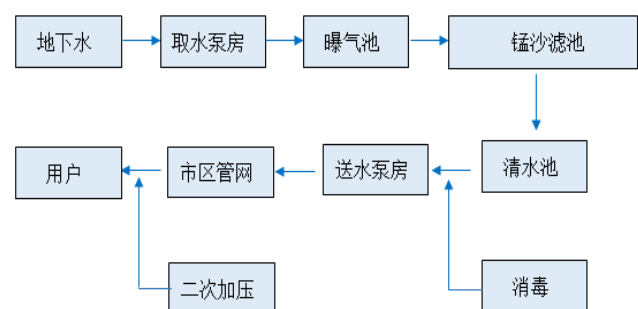 地下水
取水泵房
曝气池
锰沙滤池
用户
市区管网
送水泵房
清水池
二次加压
消毒